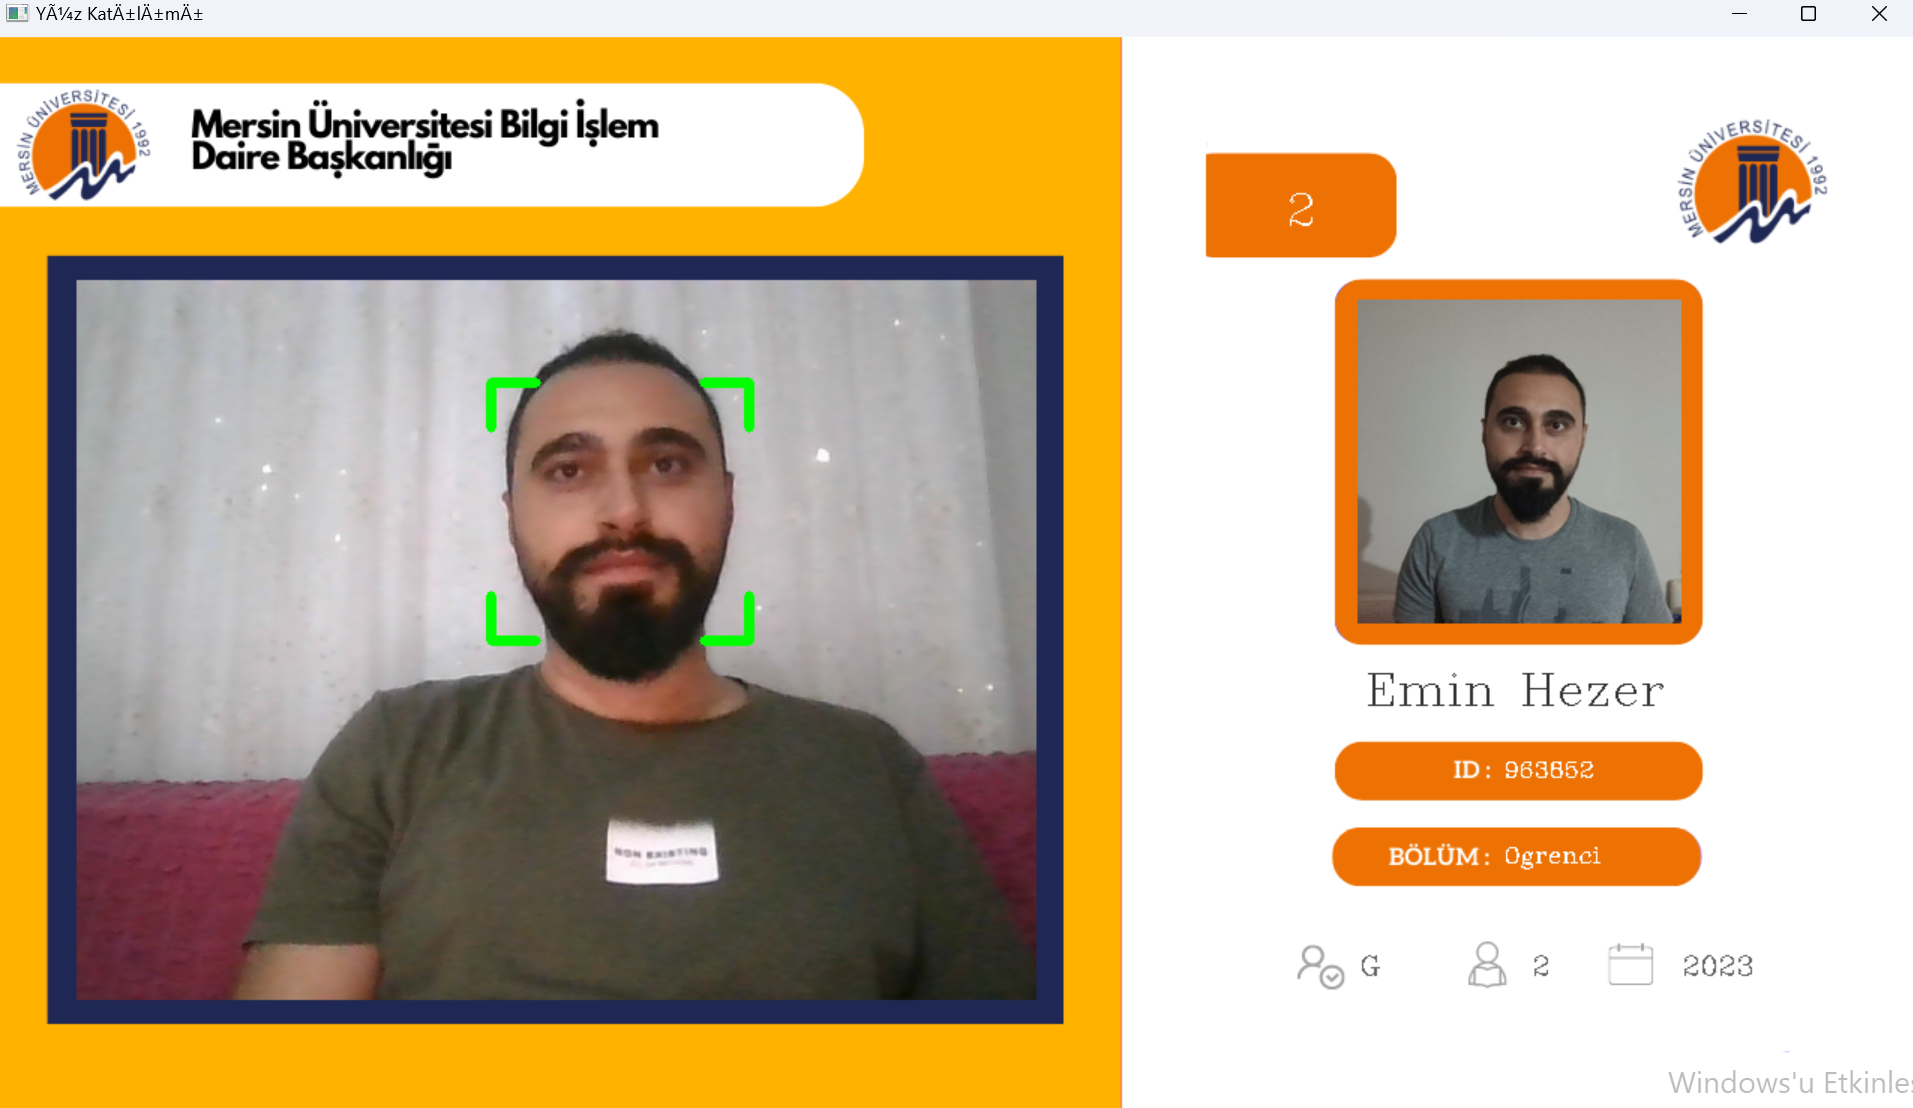 YÃ¼z KatÄ±lÄ±mÄ±
MERSİN ÜNİVERSİTESİ 1992
Mersin Üniversitesi Bilgi İşlem
Daire Başkanlığı
2
MERSİN ÜNİVERSİTESİ 1992
NON EXISTING
Emin Hezer
ID : 963852
BÖLÜM : Ogrenci
G 2 2023
Windows'u Etkinleş